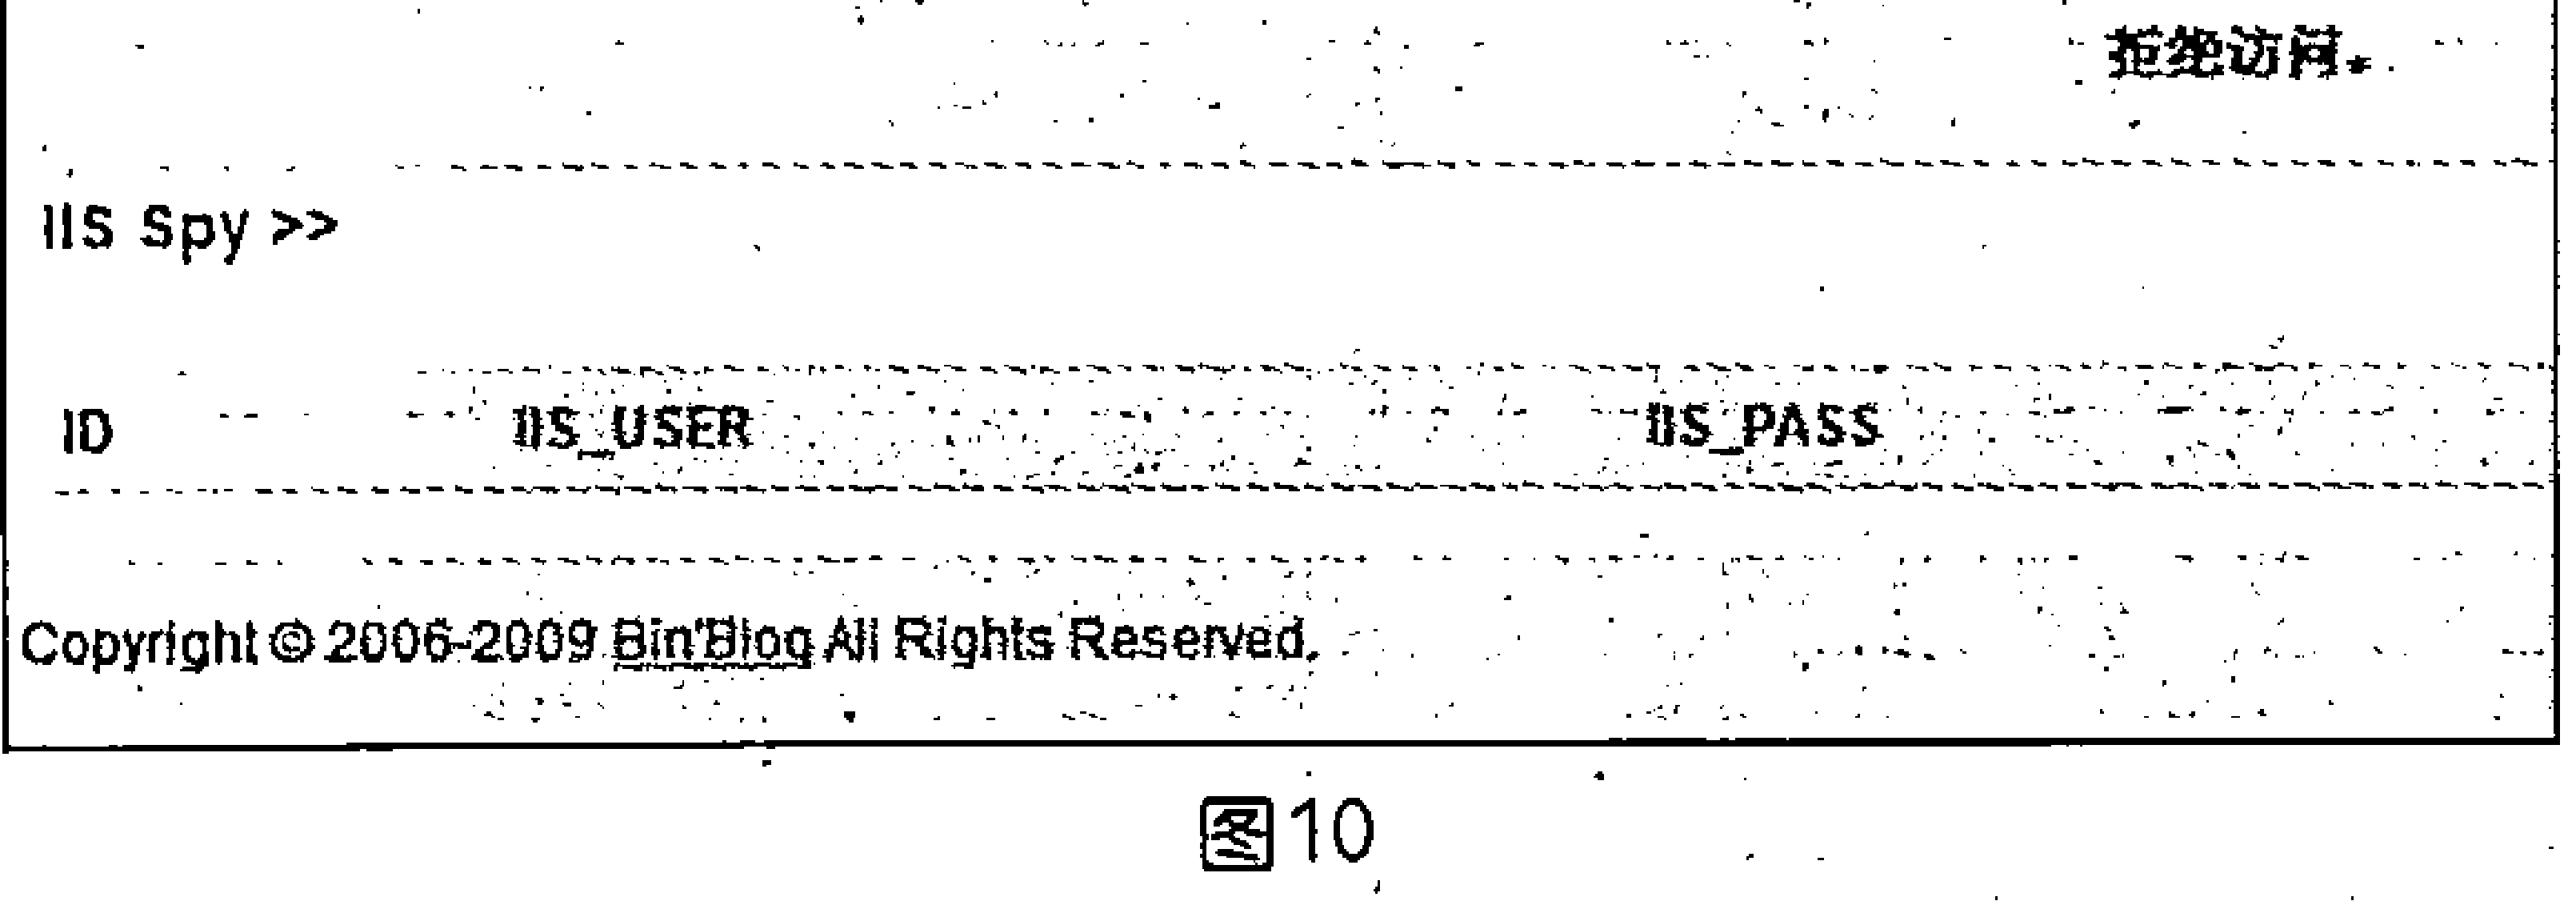 拒绝访问。
IIS Spy >>
ID IIS_USER IIS_PASS
Copyright © 2006-2009 Bin'Blog All Rights Reserved.
图10